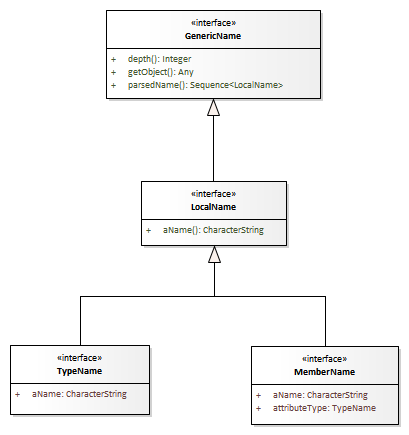 «interface»
GenericName
+ depth(): Integer
+ getObject(): Any
+ parsedName(): Sequence<LocalName>
«interface»
LocalName
+ aName(): CharacterString
«interface»
TypeName
+ aName: CharacterString
«interface»
MemberName
+ aName: CharacterString
+ attributeType: TypeName